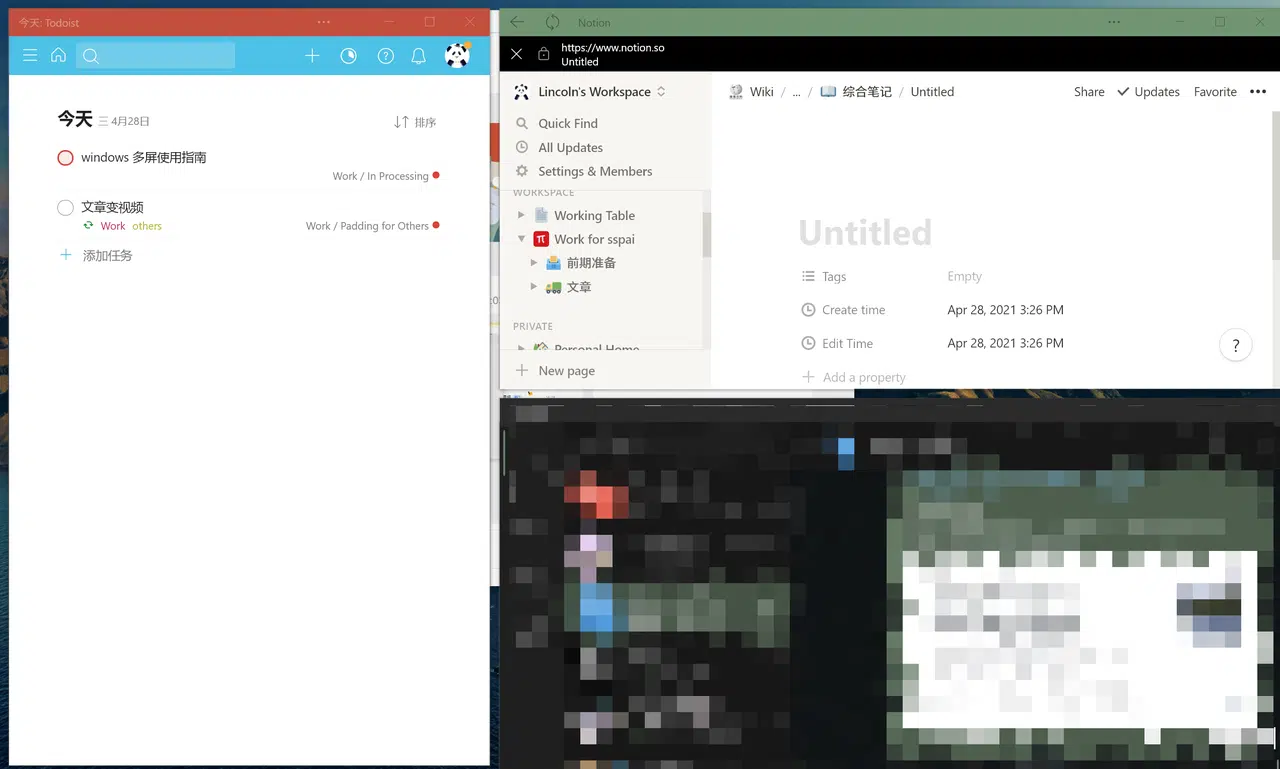 今天: Todoist
今天 三 4月28日
排序
windows 多屏使用指南
Work / In Processing
文章变视频
Work others
Work / Padding for Others
添加任务
Notion
https://www.notion.so
Untitled
Lincoln's Workspace
Quick Find
All Updates
Settings & Members
WORKSPACE
Working Table
Work for sspai
前期准备
文章
PRIVATE
Personal Home
New page
Wiki / ... / 综合笔记 / Untitled
Share Updates Favorite
Untitled
Tags Empty
Create time Apr 28, 2021 3:26 PM
Edit Time Apr 28, 2021 3:26 PM
Add a property
?